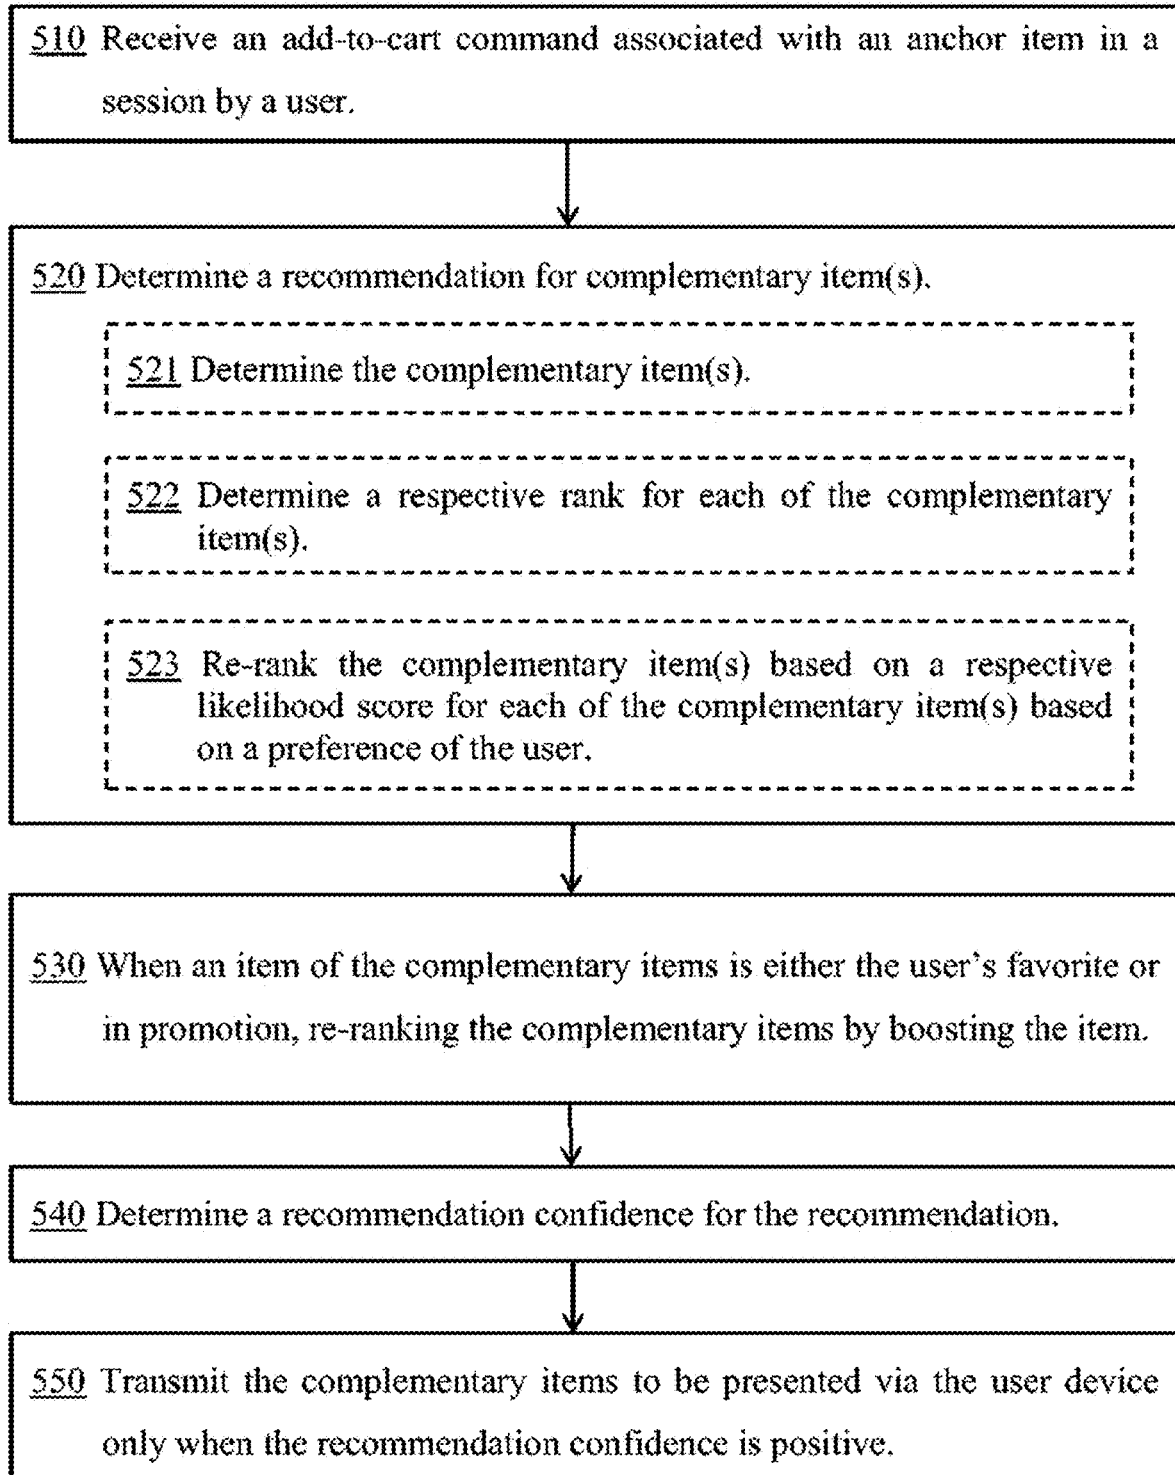 510 Receive an add-to-cart command associated with an anchor item in a
session by a user.
520 Determine a recommendation for complementary item(s).
521 Determine the complementary item(s).
522 Determine a respective rank for each of the complementary
item(s).
523 Re-rank the complementary item(s) based on a respective
likelihood score for each of the complementary item(s) based
on a preference of the user.
530 When an item of the complementary items is either the user's favorite or
in promotion, re-ranking the complementary items by boosting the item.
540 Determine a recommendation confidence for the recommendation.
550 Transmit the complementary items to be presented via the user device
only when the recommendation confidence is positive.